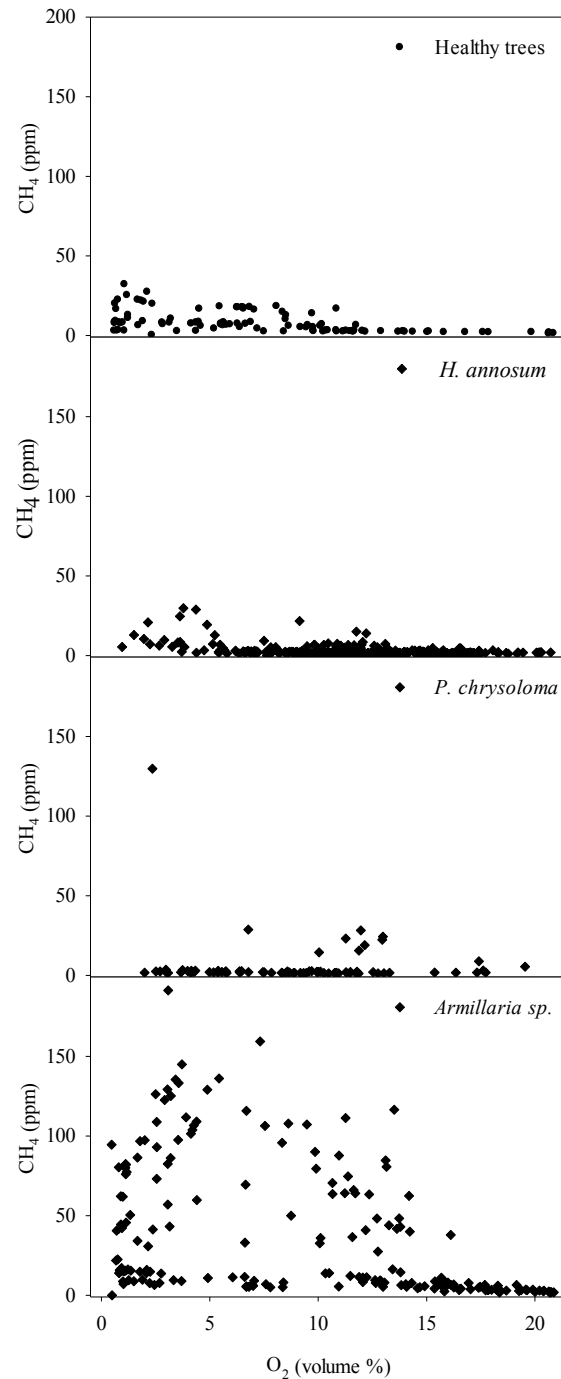 200
Healthy trees
150
CH₄ (ppm)
100
50
0
H. annosum
150
CH4 (ppm)
100
50
0
P. chrysoloma
150
CH₄ (ppm)
100
50
0
Armillaria sp.
150
CH₄ (ppm)
100
50
0
0 5 10 15 20
O₂ (volume %)